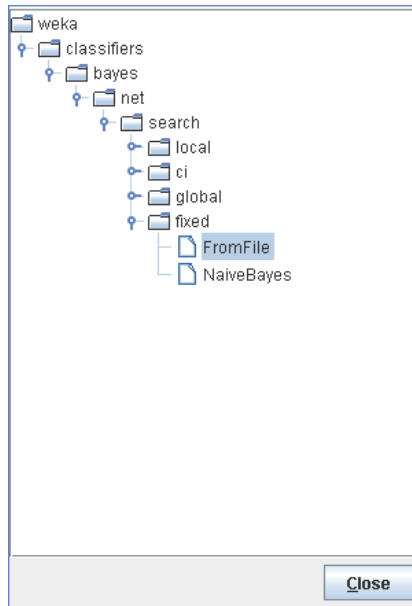 weka
classifiers
bayes
net
search
local
ci
global
fixed
FromFile
NaiveBayes
Close